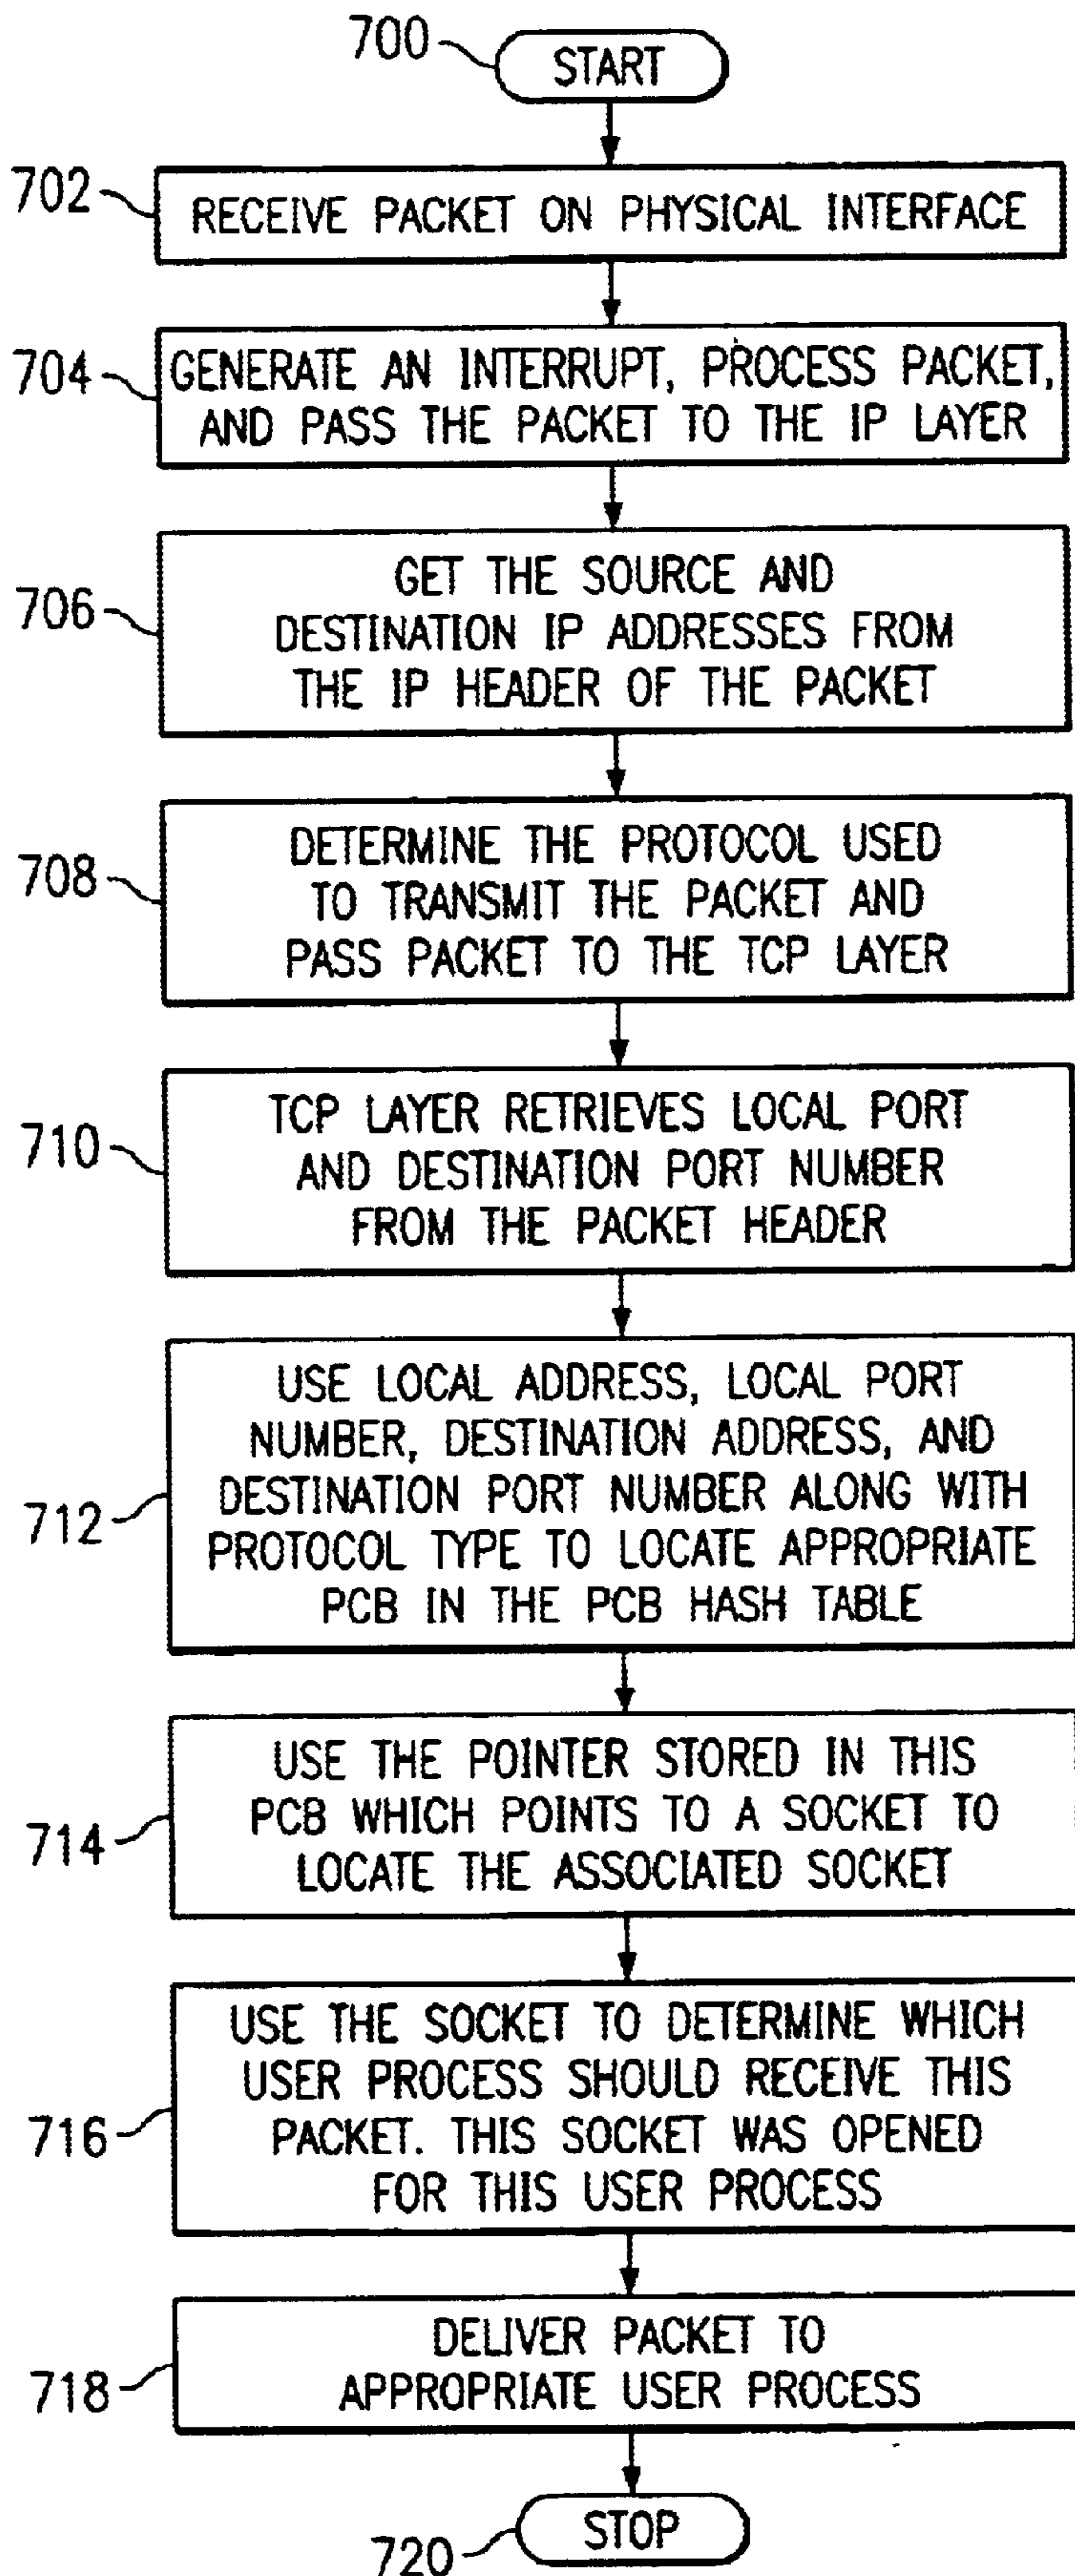 700
START
702
RECEIVE PACKET ON PHYSICAL INTERFACE
704
GENERATE AN INTERRUPT, PROCESS PACKET,
AND PASS THE PACKET TO THE IP LAYER
706
GET THE SOURCE AND
DESTINATION IP ADDRESSES FROM
THE IP HEADER OF THE PACKET
708
DETERMINE THE PROTOCOL USED
TO TRANSMIT THE PACKET AND
PASS PACKET TO THE TCP LAYER
710
TCP LAYER RETRIEVES LOCAL PORT
AND DESTINATION PORT NUMBER
FROM THE PACKET HEADER
712
USE LOCAL ADDRESS, LOCAL PORT
NUMBER, DESTINATION ADDRESS, AND
DESTINATION PORT NUMBER ALONG WITH
PROTOCOL TYPE TO LOCATE APPROPRIATE
PCB IN THE PCB HASH TABLE
714
USE THE POINTER STORED IN THIS
PCB WHICH POINTS TO A SOCKET TO
LOCATE THE ASSOCIATED SOCKET
716
USE THE SOCKET TO DETERMINE WHICH
USER PROCESS SHOULD RECEIVE THIS
PACKET. THIS SOCKET WAS OPENED
FOR THIS USER PROCESS
718
DELIVER PACKET TO
APPROPRIATE USER PROCESS
720
STOP